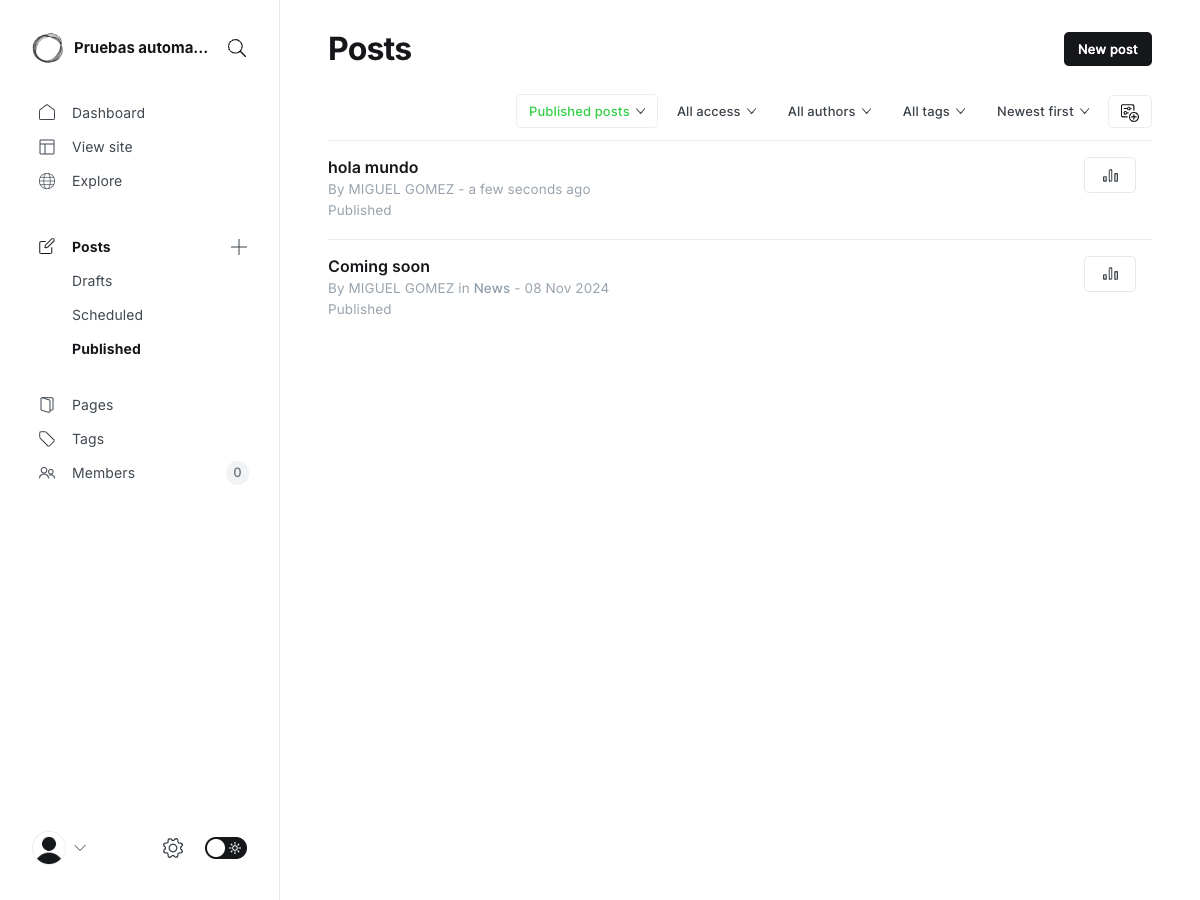 Pruebas automa...
Dashboard
View site
Explore
Posts
Drafts
Scheduled
Published
Pages
Tags
Members 0
Posts
New post
Published posts All access All authors All tags Newest first
hola mundo
By MIGUEL GOMEZ - a few seconds ago
Published
Coming soon
By MIGUEL GOMEZ in News - 08 Nov 2024
Published